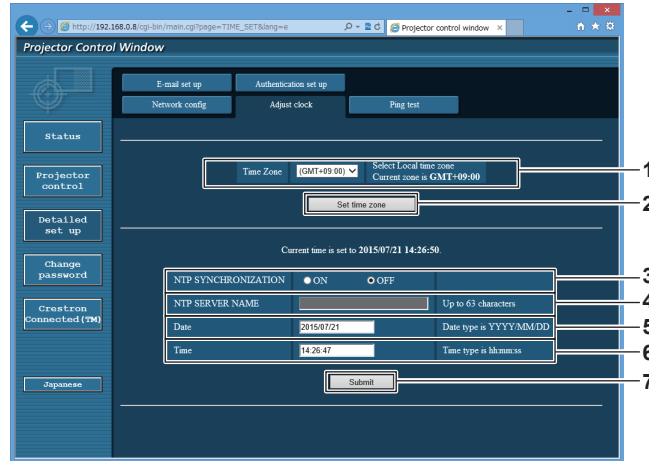 http://192.168.0.8/cgi-bin/main.cgi?page=TIME_SET&lang=e
Projector control window
Projector Control Window
E-mail set up
Authentication set up
Network config
Adjust clock
Ping test
Status
Projector
control
Detailed
set up
Change
password
Crestron
Connected(TM)
Japanese
Time Zone
(GMT+09:00)
Select Local time zone
Current zone is GMT+09:00
1
Set time zone
2
Current time is set to 2015/07/21 14:26:50.
NTP SYNCHRONIZATION
ON
OFF
3
NTP SERVER NAME
Up to 63 characters
4
Date
2015/07/21
Date type is YYYY/MM/DD
5
Time
14:26:47
Time type is hh:mm:ss
6
Submit
7